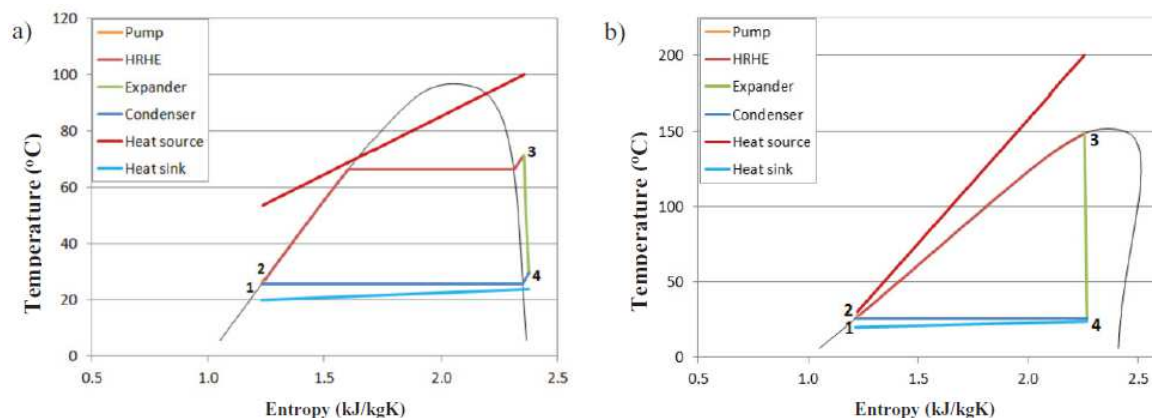 a)
Temperature (°C)
120
100
80
60
40
20
0
Pump
HRHE
Expander
Condenser
Heat source
Heat sink
1
2
3
4
0.5
1.0
1.5
2.0
2.5
Entropy (kJ/kgK)
b)
Temperature (°C)
200
150
100
50
0
Pump
HRHE
Expander
Condenser
Heat source
Heat sink
2
1
3
4
0.5
1.0
1.5
2.0
2.5
Entropy (kJ/kgK)